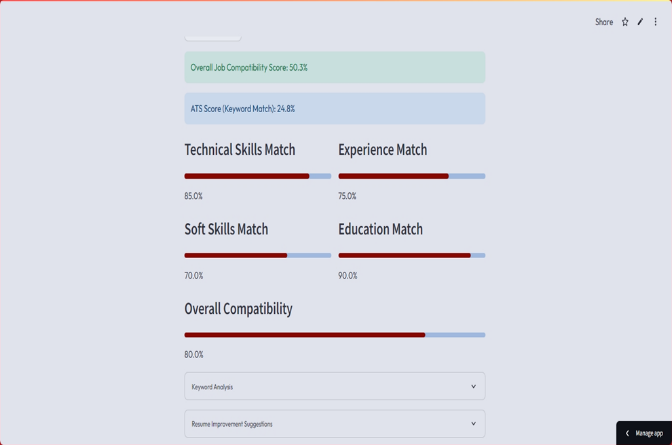 Share
Overall Job Compatibility Score: 50.3%
ATS Score (Keyword Match): 24.8%
Technical Skills Match
Experience Match
85.0%
75.0%
Soft Skills Match
Education Match
70.0%
90.0%
Overall Compatibility
80.0%
Keyword Analysis
Resume Improvement Suggestions
Manage app